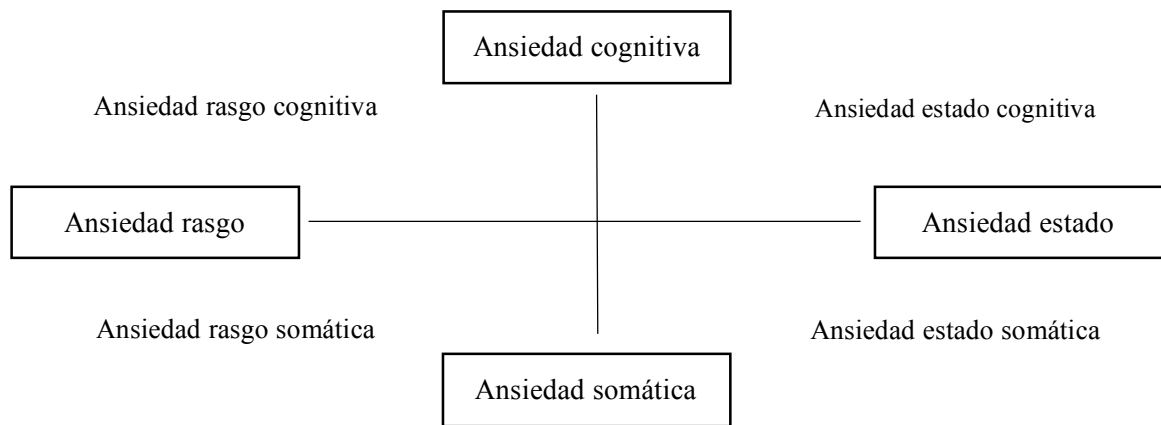 Ansiedad cognitiva
Ansiedad rasgo cognitiva
Ansiedad estado cognitiva
Ansiedad rasgo
Ansiedad estado
Ansiedad rasgo somática
Ansiedad estado somática
Ansiedad somática